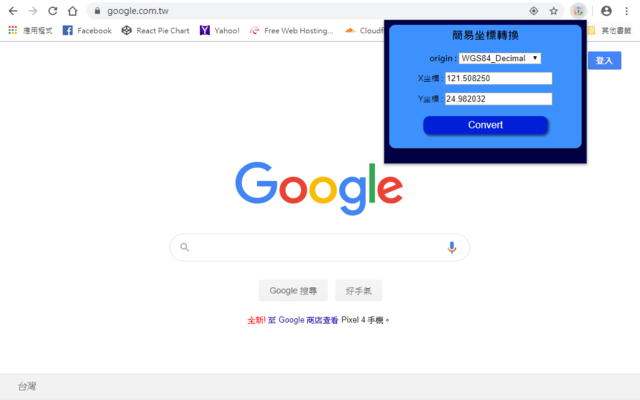 google.com.tw
應用程式 Facebook React Pie Chart Yahoo! Free Web Hosting... Cloudf 其他書籤
簡易坐標轉換
origin : WGS84_Decimal
X坐標 : 121.508250
Y坐標 : 24.982032
Convert
登入
Google
Google 搜尋 好手氣
全新! 至 Google 商店查看 Pixel 4 手機。
台灣